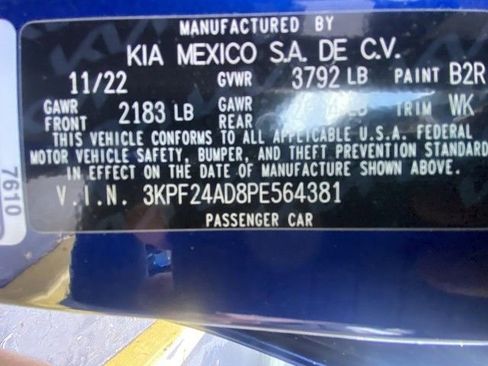 MANUFACTURED BY
KIA MEXICO S.A. DE C.V.
11/22 GVWR 3792 LB PAINT B2R
GAWR FRONT 2183 LB GAWR REAR TRIM WK
THIS VEHICLE CONFORMS TO ALL APPLICABLE U.S.A. FEDERAL
MOTOR VEHICLE SAFETY, BUMPER, AND THEFT PREVENTION STANDARD
IN EFFECT ON THE DATE OF MANUFACTURE SHOWN ABOVE.
V.I.N. 3KPF24AD8PE564381
PASSENGER CAR
7610